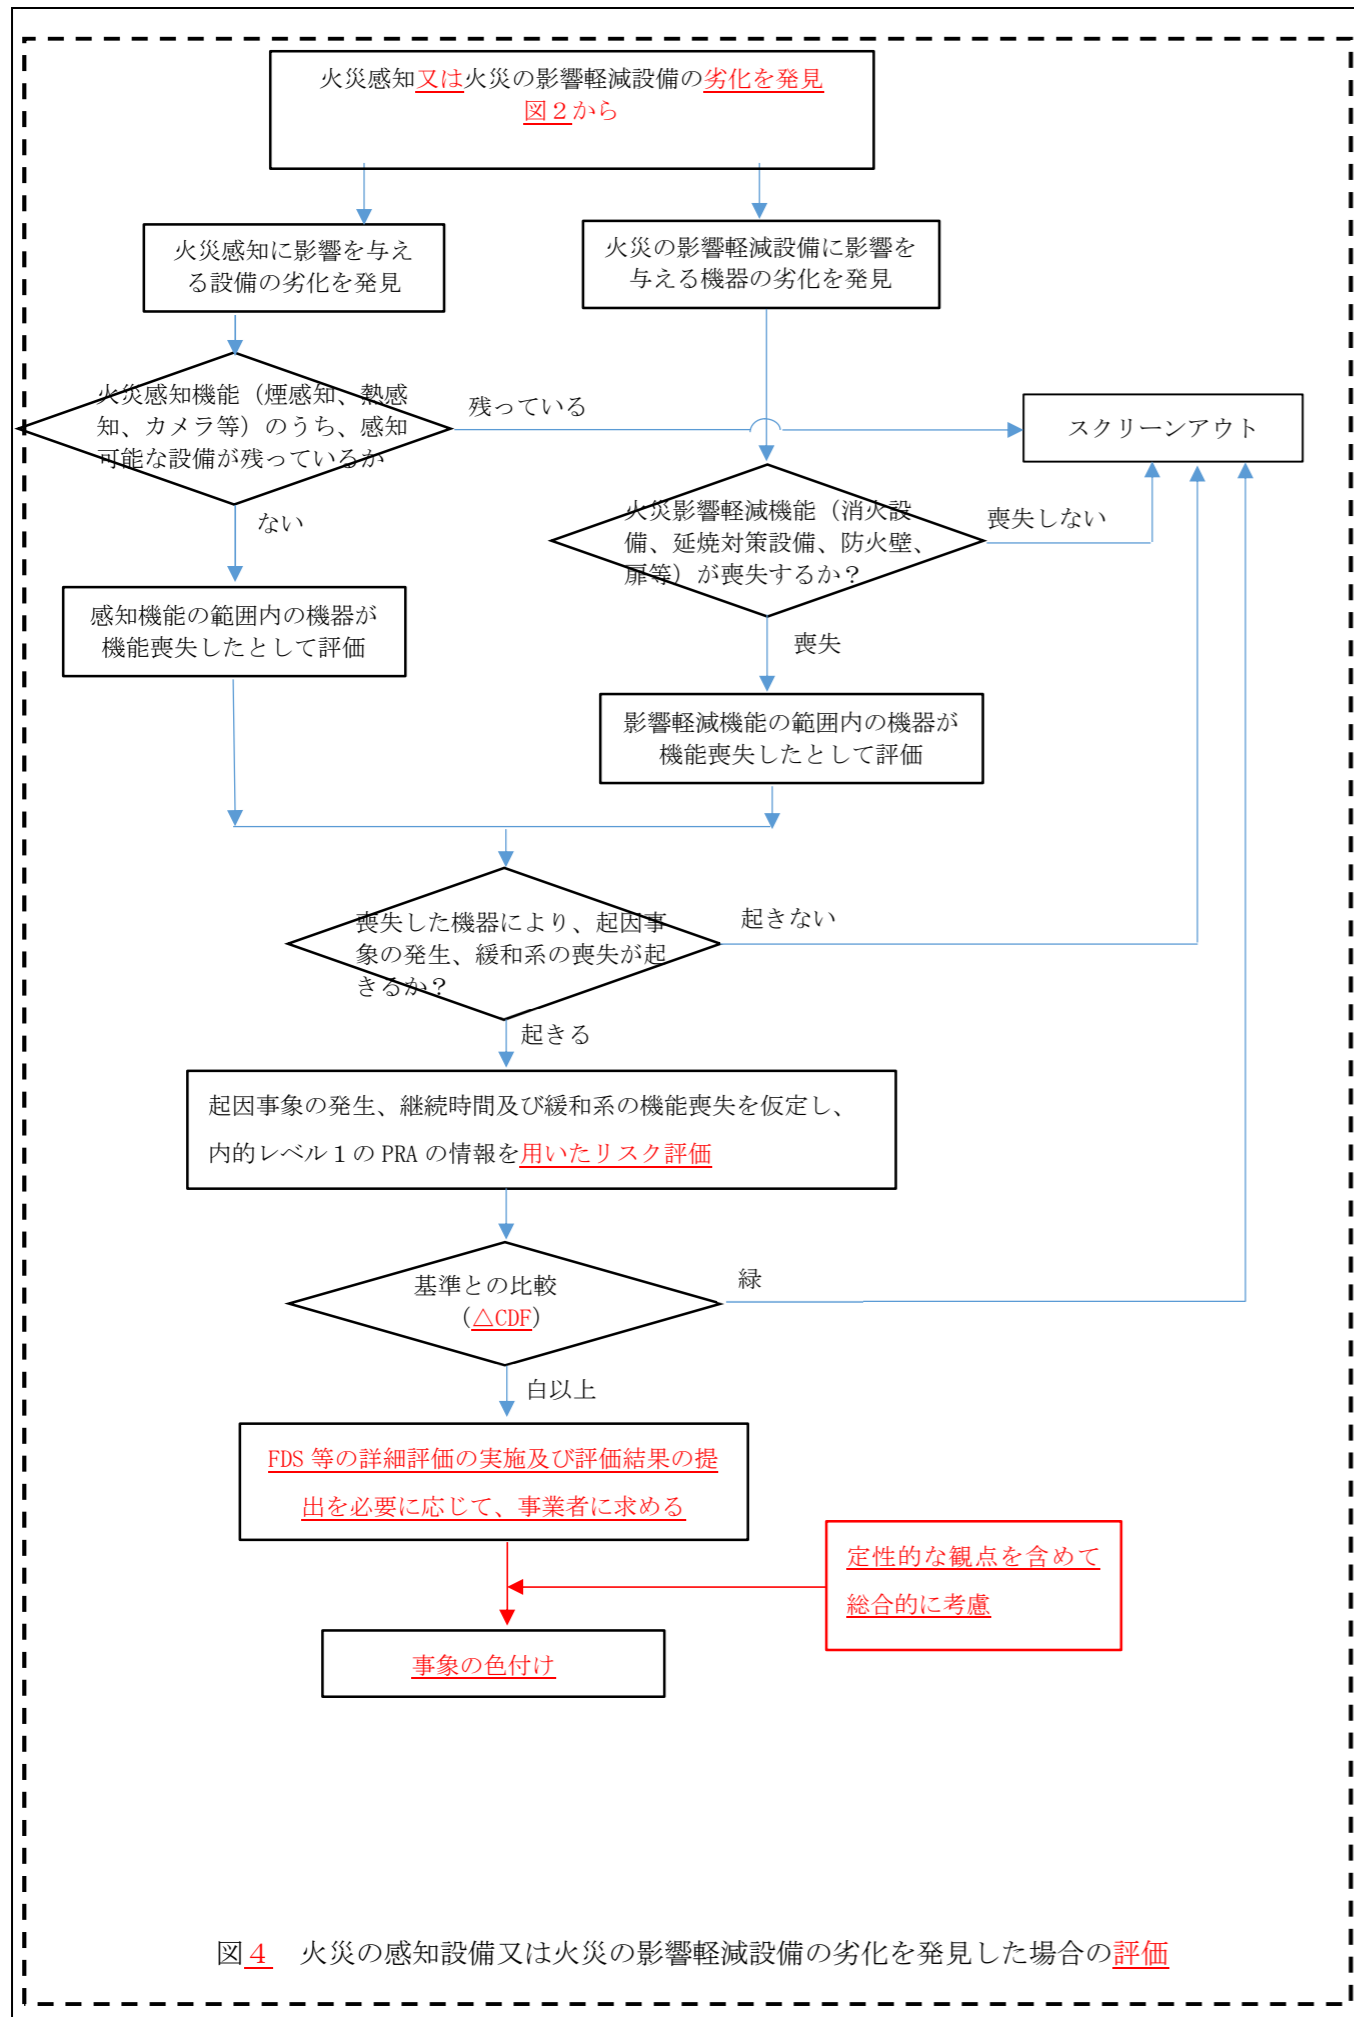 火災感知又は火災の影響軽減設備の劣化を発見
図２から
火災感知に影響を与え
る設備の劣化を発見
火災の影響軽減設備に影響を
与える機器の劣化を発見
火災感知機能（煙感知、熱感
知、カメラ等）のうち、感知
可能な設備が残っているか
残っている
スクリーンアウト
ない
火災影響軽減機能（消火設
備、延焼対策設備、防火壁、
扉等）が喪失するか？
喪失しない
感知機能の範囲内の機器が
機能喪失したとして評価
喪失
影響軽減機能の範囲内の機器が
機能喪失したとして評価
喪失した機器により、起因事
象の発生、緩和系の喪失が起
きるか？
起きない
起きる
起因事象の発生、継続時間及び緩和系の機能喪失を仮定し、
内的レベル１の PRA の情報を用いたリスク評価
基準との比較
（△CDF）
緑
白以上
FDS 等の詳細評価の実施及び評価結果の提
出を必要に応じて、事業者に求める
定性的な観点を含めて
総合的に考慮
事象の色付け
図４　火災の感知設備又は火災の影響軽減設備の劣化を発見した場合の評価